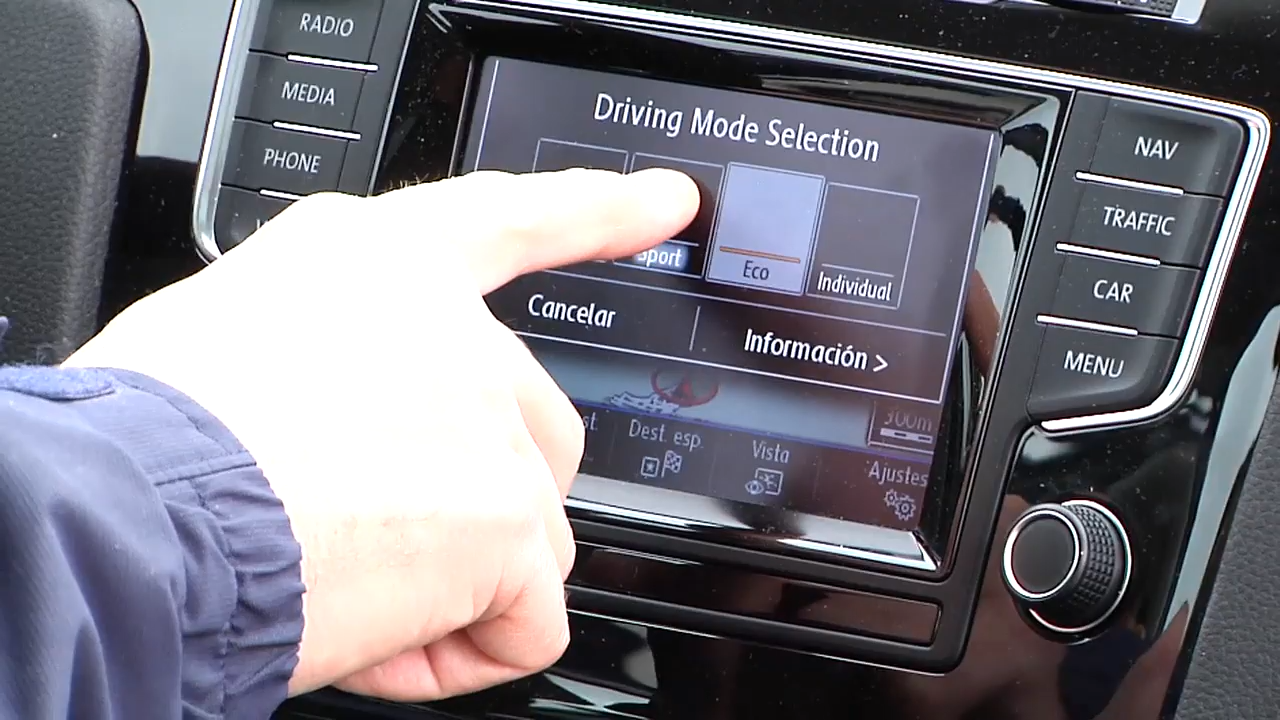 RADIO
MEDIA
PHONE
Driving Mode Selection
Sport
Eco
Individual
Cancelar
Información >
300m
Dest. esp.
Vista
Ajustes
NAV
TRAFFIC
CAR
MENU